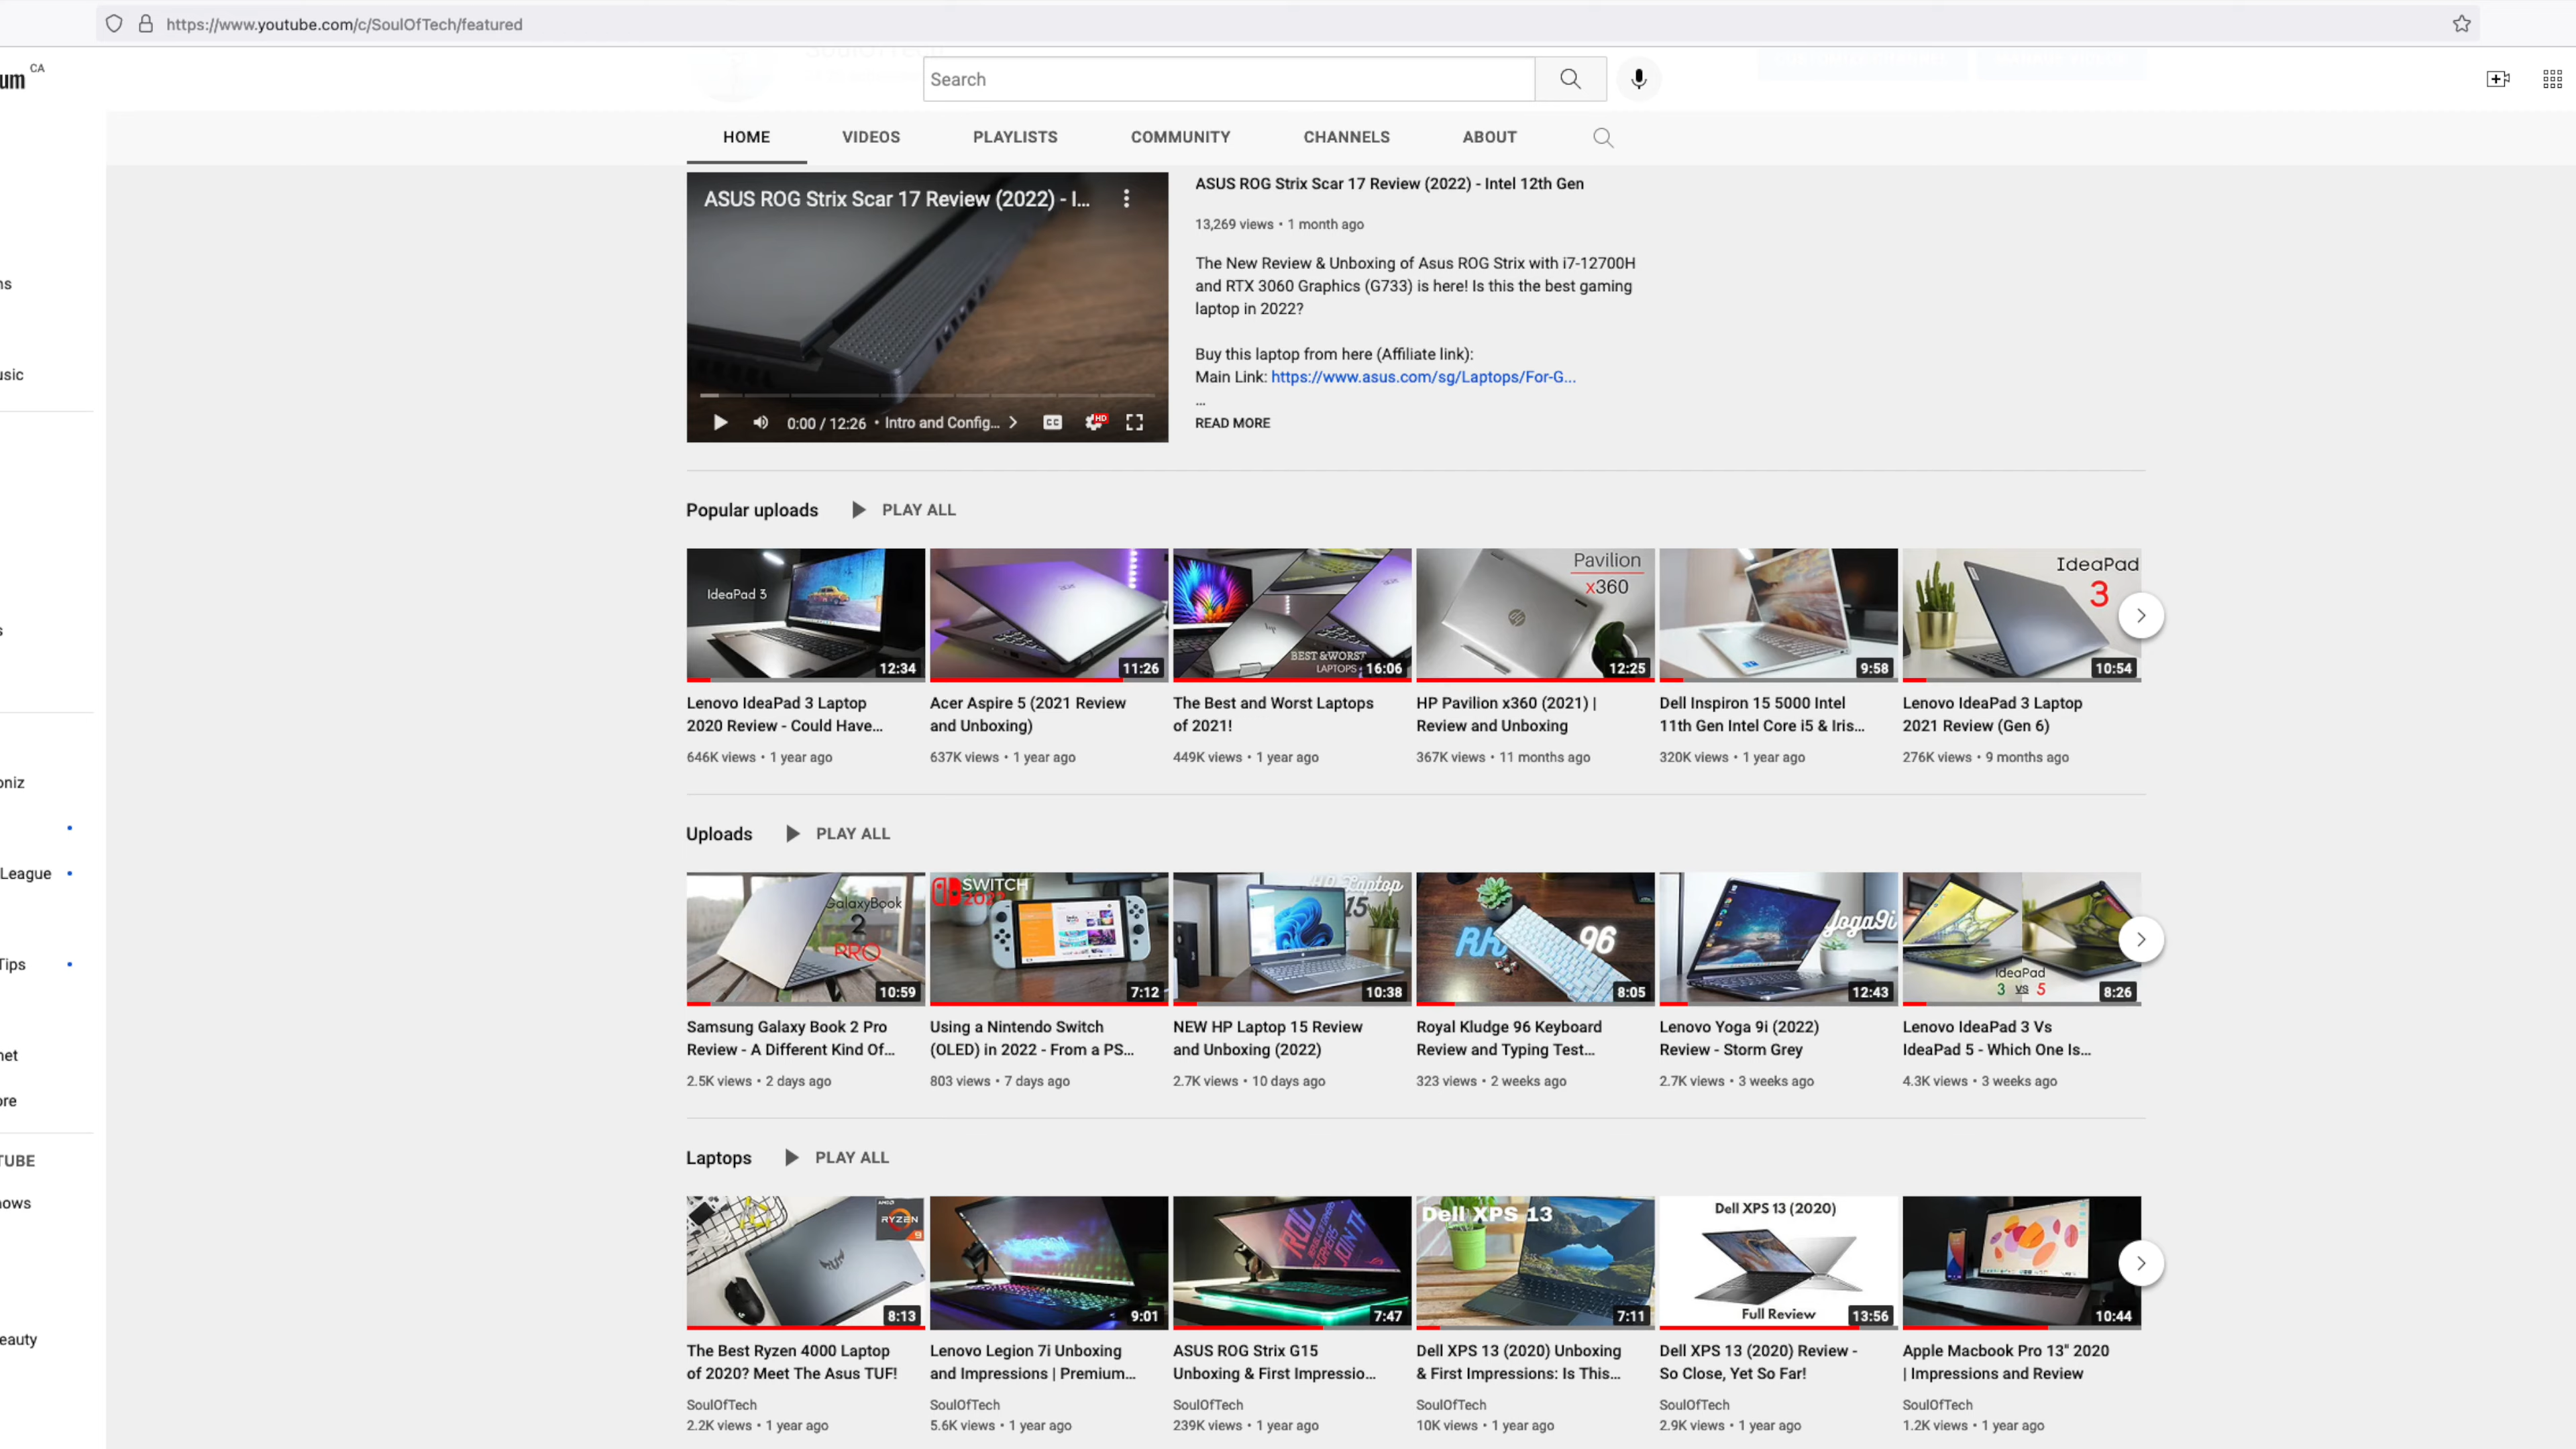 https://www.youtube.com/c/SoulOfTech/featured
um CA
Search
HOME VIDEOS PLAYLISTS COMMUNITY CHANNELS ABOUT
ASUS ROG Strix Scar 17 Review (2022) - I...
0:00 / 12:26 • Intro and Config...
CC
HD
ASUS ROG Strix Scar 17 Review (2022) - Intel 12th Gen
13,269 views • 1 month ago
The New Review & Unboxing of Asus ROG Strix with i7-12700H
and RTX 3060 Graphics (G733) is here! Is this the best gaming
laptop in 2022?
Buy this laptop from here (Affiliate link):
Main Link: https://www.asus.com/sg/Laptops/For-G...
...
READ MORE
ns
usic
s
oniz
League
Tips
net
ore
TUBE
hows
eauty
Popular uploads PLAY ALL
IdeaPad 3
12:34
Lenovo IdeaPad 3 Laptop
2020 Review - Could Have...
646K views • 1 year ago
acer
11:26
Acer Aspire 5 (2021 Review
and Unboxing)
637K views • 1 year ago
BEST & WORST
LAPTOPS
16:06
The Best and Worst Laptops
of 2021!
449K views • 1 year ago
Pavilion
x360
12:25
HP Pavilion x360 (2021) |
Review and Unboxing
367K views • 11 months ago
9:58
Dell Inspiron 15 5000 Intel
11th Gen Intel Core i5 & Iris...
320K views • 1 year ago
IdeaPad
3
10:54
Lenovo IdeaPad 3 Laptop
2021 Review (Gen 6)
276K views • 9 months ago
Uploads PLAY ALL
GalaxyBook
2
PRO
10:59
Samsung Galaxy Book 2 Pro
Review - A Different Kind Of...
2.5K views • 2 days ago
SWITCH
2022
7:12
Using a Nintendo Switch
(OLED) in 2022 - From a PS...
803 views • 7 days ago
HP Laptop
15
10:38
NEW HP Laptop 15 Review
and Unboxing (2022)
2.7K views • 10 days ago
RK 96
8:05
Royal Kludge 96 Keyboard
Review and Typing Test...
323 views • 2 weeks ago
Yoga9i
12:43
Lenovo Yoga 9i (2022)
Review - Storm Grey
2.7K views • 3 weeks ago
IdeaPad
3 vs 5
8:26
Lenovo IdeaPad 3 Vs
IdeaPad 5 - Which One Is...
4.3K views • 3 weeks ago
Laptops PLAY ALL
AMD
RYZEN
9
8:13
The Best Ryzen 4000 Laptop
of 2020? Meet The Asus TUF!
SoulOfTech
2.2K views • 1 year ago
9:01
Lenovo Legion 7i Unboxing
and Impressions | Premium...
SoulOfTech
5.6K views • 1 year ago
ROG
JOIN TH
7:47
ASUS ROG Strix G15
Unboxing & First Impressio...
SoulOfTech
239K views • 1 year ago
Dell XPS 13
7:11
Dell XPS 13 (2020) Unboxing
& First Impressions: Is This...
SoulOfTech
10K views • 1 year ago
Dell XPS 13 (2020)
Full Review
13:56
Dell XPS 13 (2020) Review -
So Close, Yet So Far!
SoulOfTech
2.9K views • 1 year ago
10:44
Apple Macbook Pro 13" 2020
| Impressions and Review
SoulOfTech
1.2K views • 1 year ago